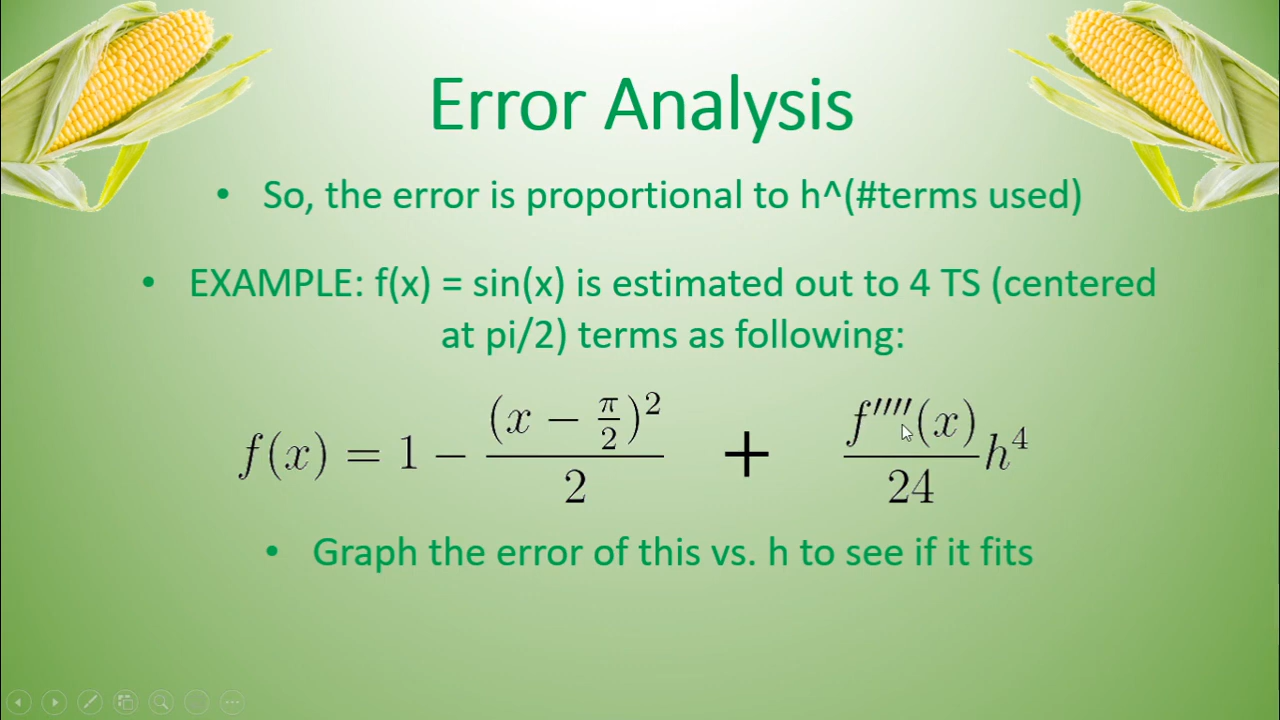 Error Analysis
• So, the error is proportional to h^(#terms used)
• EXAMPLE: f(x) = sin(x) is estimated out to 4 TS (centered
at pi/2) terms as following:
f(x) = 1 − (x − π/2)² / 2 + f′′′′(x) / 24 h⁴
• Graph the error of this vs. h to see if it fits